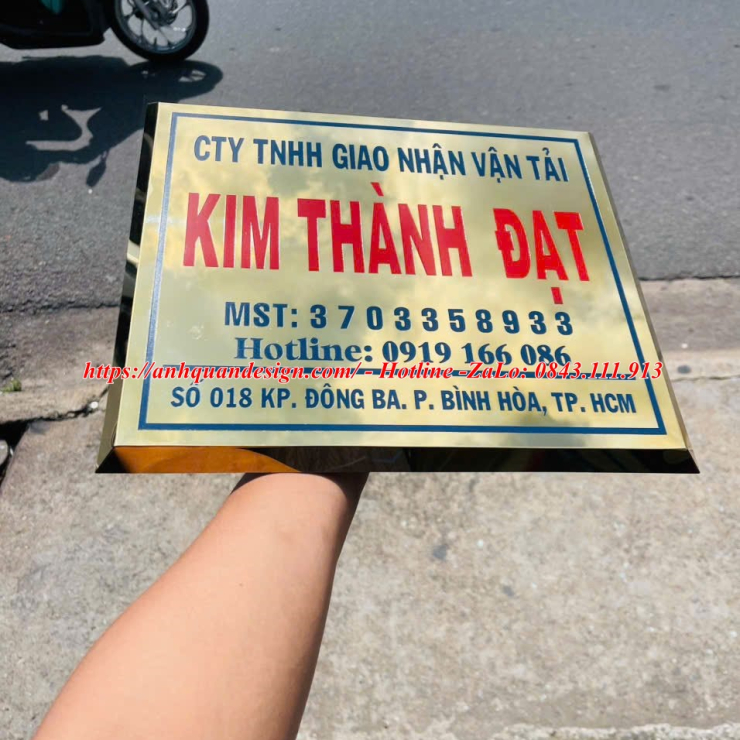 CTY TNHH GIAO NHẬN VẬN TẢI
KIM THÀNH ĐẠT
MST: 3703358933
Hotline: 0919 166 086
https://anhquandesign.com/ - Hotline -ZaLo: 0843.111.913
SỐ 018 KP. ĐÔNG BA. P. BÌNH HÒA, TP. HCM